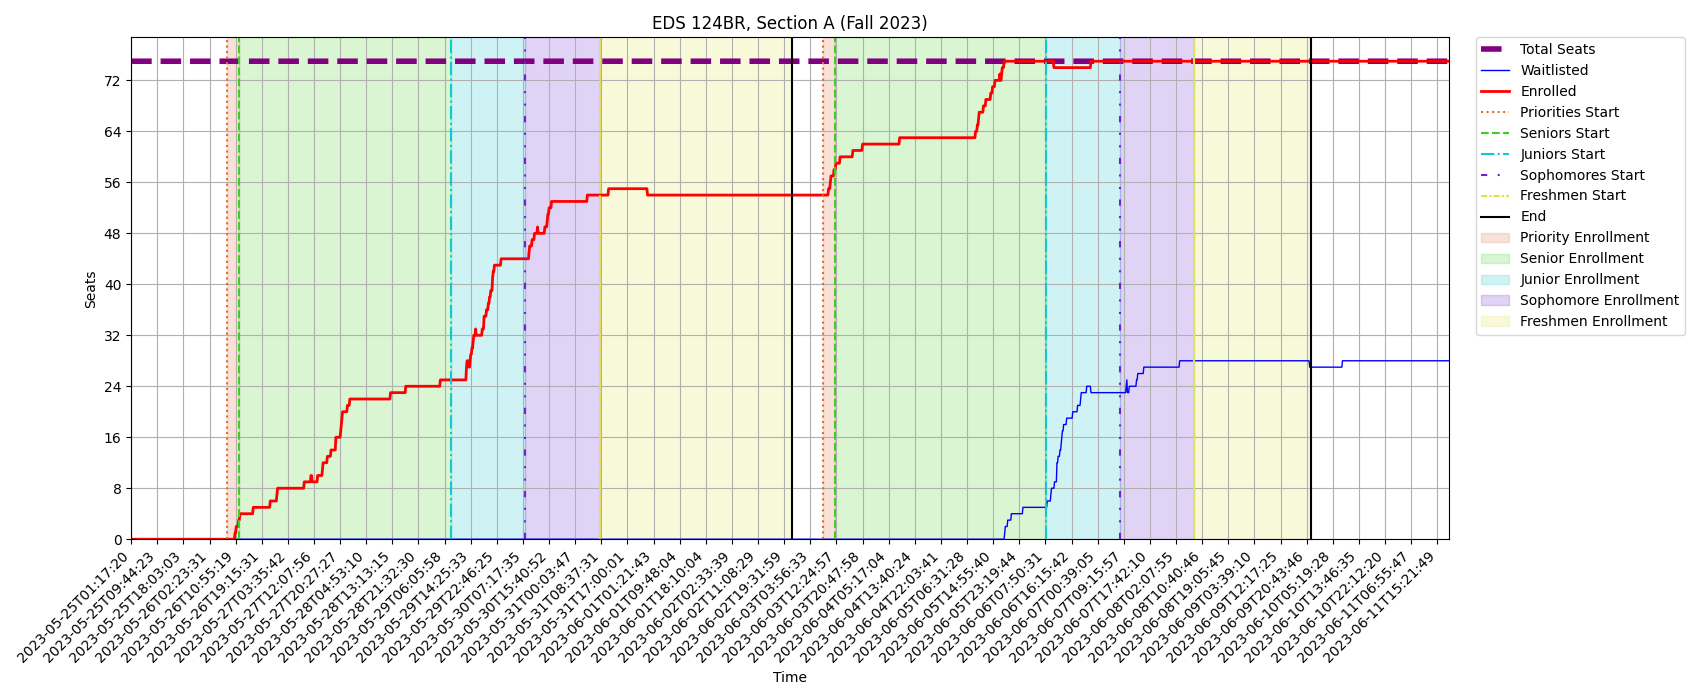 EDS 124BR, Section A (Fall 2023)
Total Seats
Waitlisted
Enrolled
Priorities Start
Seniors Start
Juniors Start
Sophomores Start
Freshmen Start
End
Priority Enrollment
Senior Enrollment
Junior Enrollment
Sophomore Enrollment
Freshmen Enrollment
Seats
72
64
56
48
40
32
24
16
8
0
2023-05-25T01:17:20
2023-05-25T09:44:23
2023-05-25T18:03:03
2023-05-26T02:23:31
2023-05-26T10:55:19
2023-05-26T19:15:31
2023-05-27T03:35:42
2023-05-27T12:07:56
2023-05-27T20:27:27
2023-05-28T04:53:10
2023-05-28T13:13:15
2023-05-28T21:32:30
2023-05-29T06:05:58
2023-05-29T14:25:33
2023-05-29T22:46:25
2023-05-30T07:17:35
2023-05-30T15:40:52
2023-05-31T00:03:47
2023-05-31T08:37:31
2023-05-31T17:00:01
2023-06-01T01:21:43
2023-06-01T09:48:04
2023-06-01T18:10:04
2023-06-02T02:33:39
2023-06-02T11:08:29
2023-06-02T19:31:59
2023-06-03T03:56:33
2023-06-03T12:24:57
2023-06-03T20:47:58
2023-06-04T05:17:04
2023-06-04T13:40:24
2023-06-04T22:03:41
2023-06-05T06:31:28
2023-06-05T14:55:40
2023-06-05T23:19:44
2023-06-06T07:50:31
2023-06-06T16:15:42
2023-06-07T00:39:05
2023-06-07T09:15:57
2023-06-07T17:42:10
2023-06-08T02:07:55
2023-06-08T10:40:46
2023-06-08T19:05:45
2023-06-09T03:39:10
2023-06-09T12:17:25
2023-06-09T20:43:46
2023-06-10T05:19:28
2023-06-10T13:46:35
2023-06-10T22:12:20
2023-06-11T06:55:47
2023-06-11T15:21:49
Time